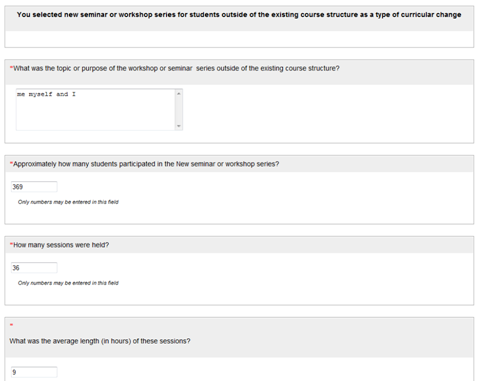 You selected new seminar or workshop series for students outside of the existing course structure as a type of curricular change
*What was the topic or purpose of the workshop or seminar series outside of the existing course structure?
me myself and I
*Approximately how many students participated in the New seminar or workshop series?
369
Only numbers may be entered in this field
*How many sessions were held?
36
Only numbers may be entered in this field
*
What was the average length (in hours) of these sessions?
9